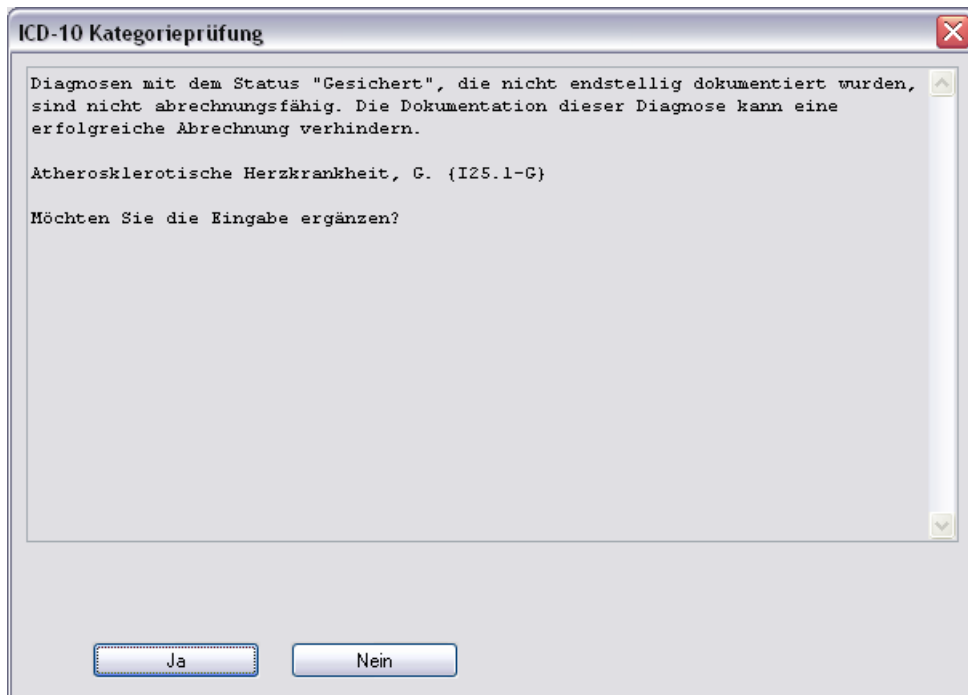 ICD-10 Kategorieprüfung
Diagnosen mit dem Status "Gesichert", die nicht endstellig dokumentiert wurden,
sind nicht abrechnungsfähig. Die Dokumentation dieser Diagnose kann eine
erfolgreiche Abrechnung verhindern.
Atherosklerotische Herzkrankheit, G. {I25.1-G}
Möchten Sie die Eingabe ergänzen?
Ja
Nein